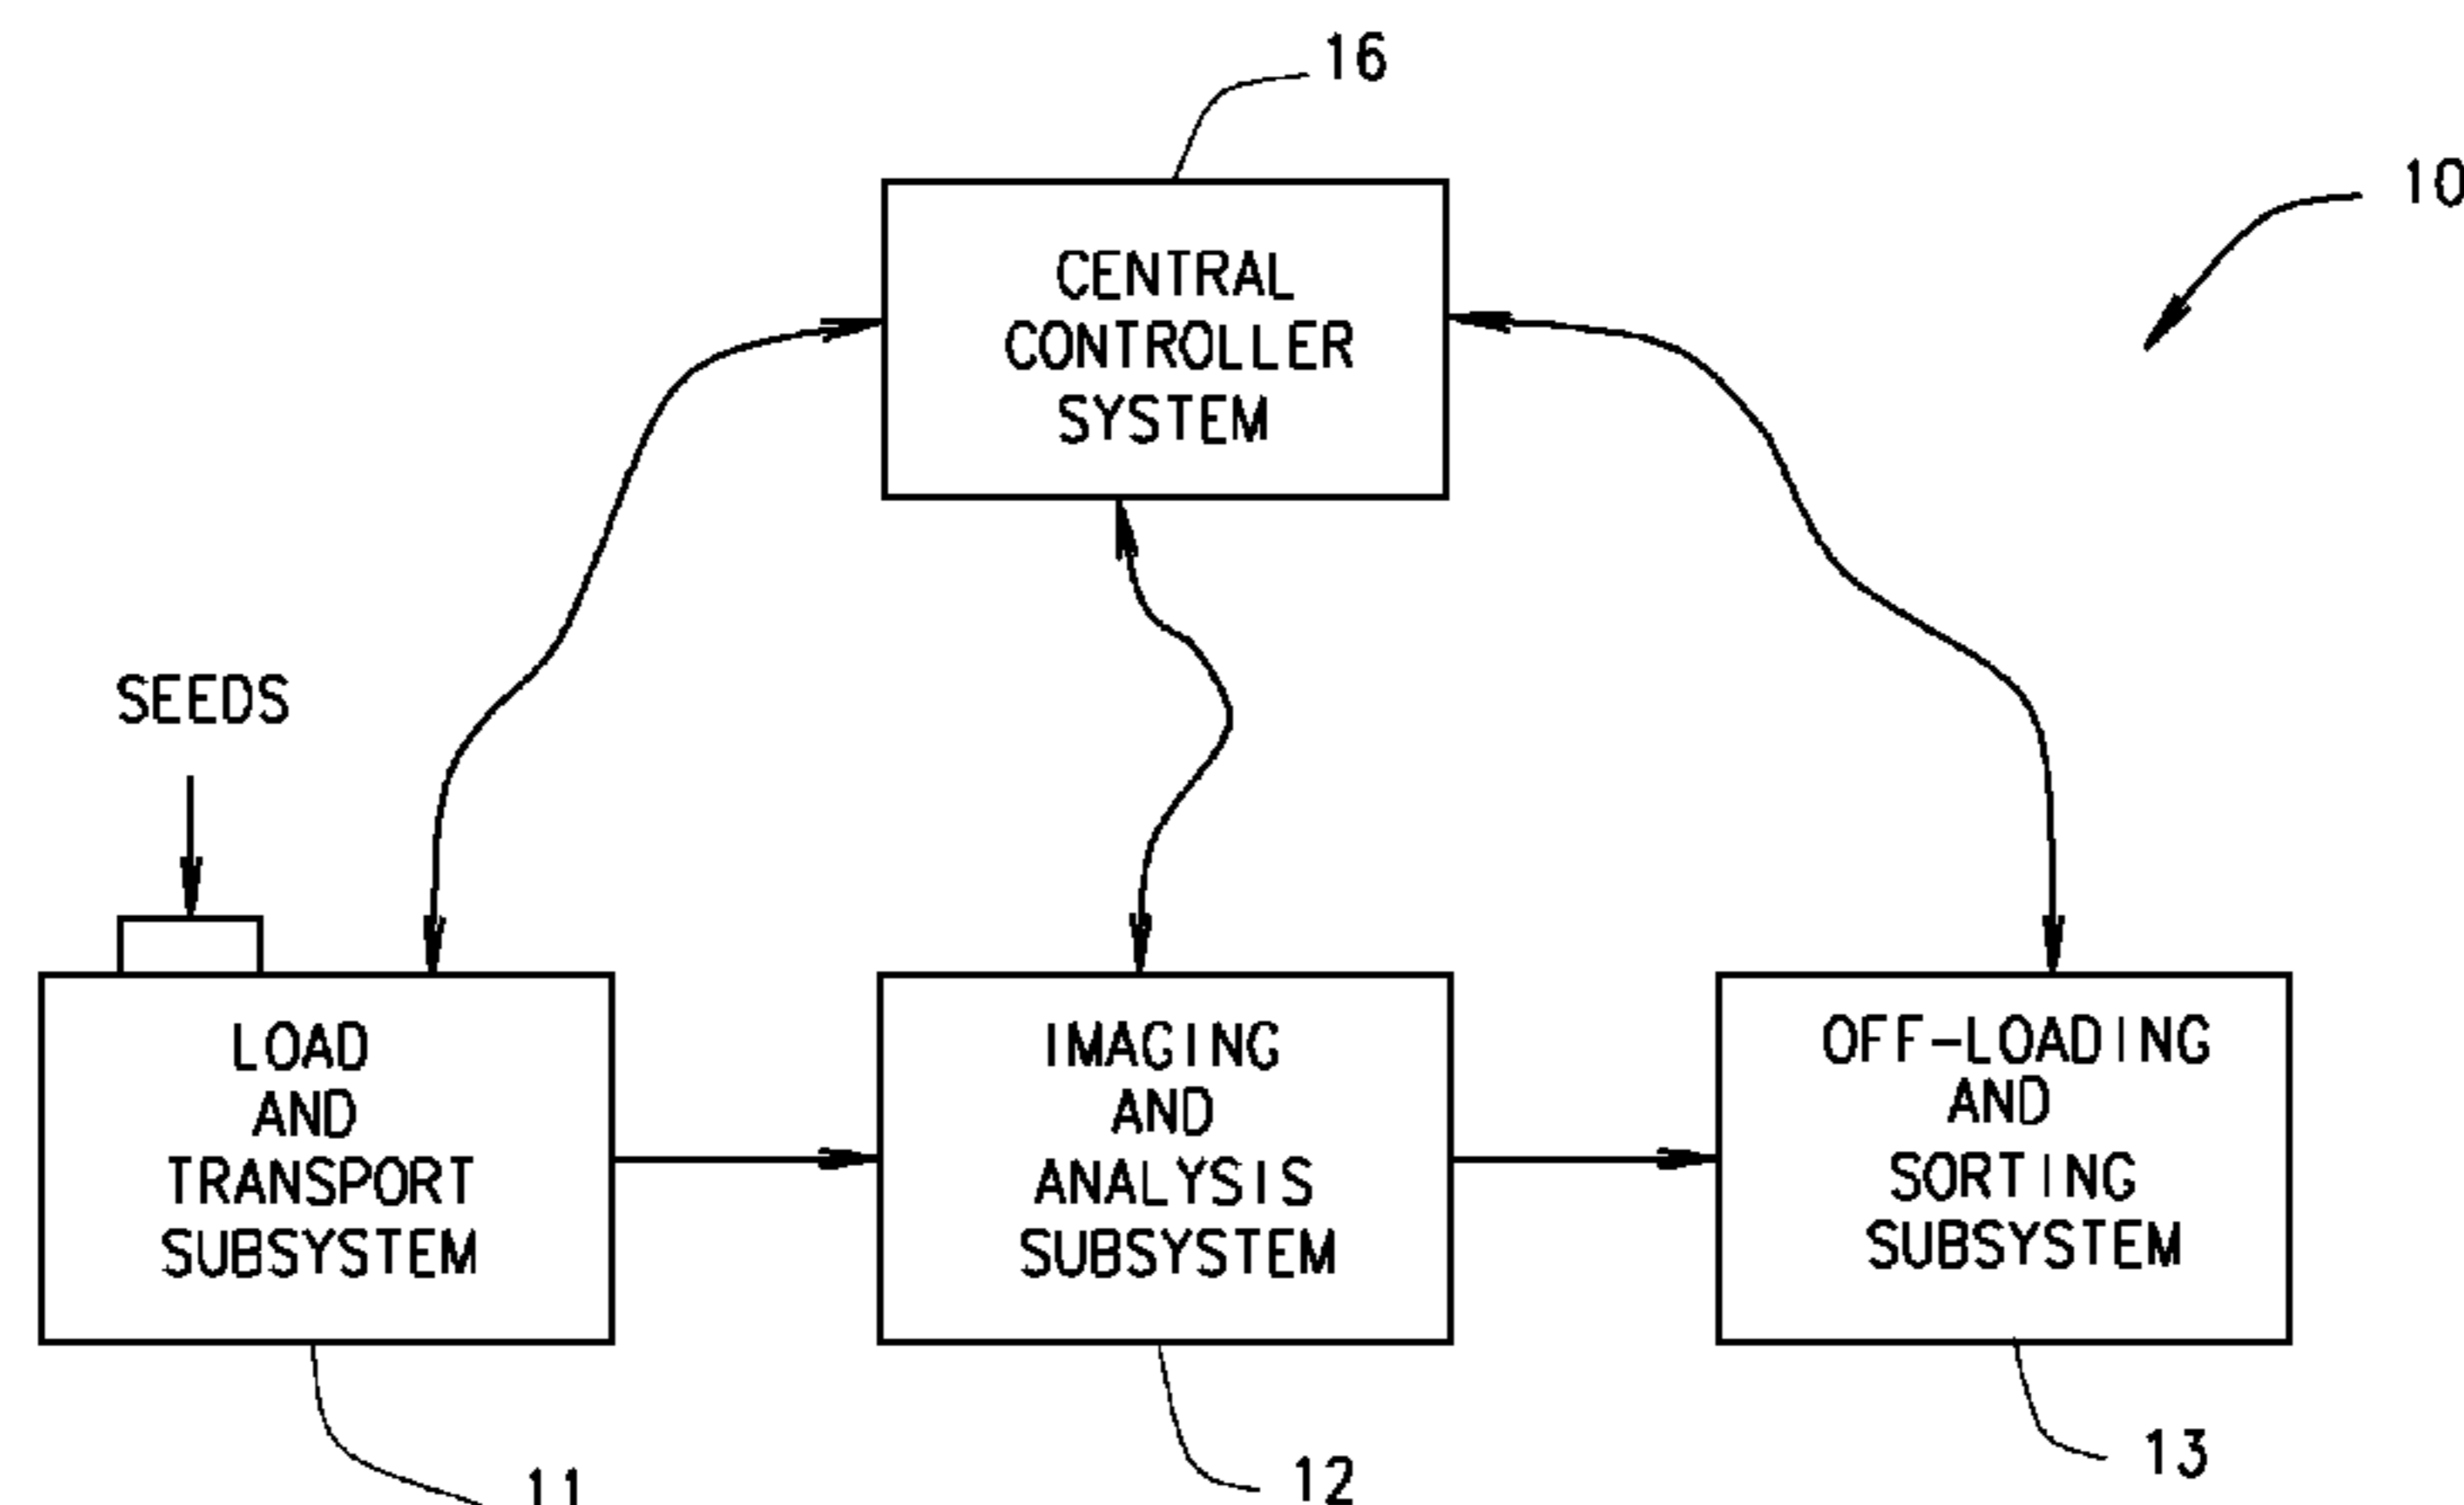 16
10
CENTRAL
CONTROLLER
SYSTEM
SEEDS
LOAD
AND
TRANSPORT
SUBSYSTEM
IMAGING
AND
ANALYSIS
SUBSYSTEM
OFF-LOADING
AND
SORTING
SUBSYSTEM
11
12
13